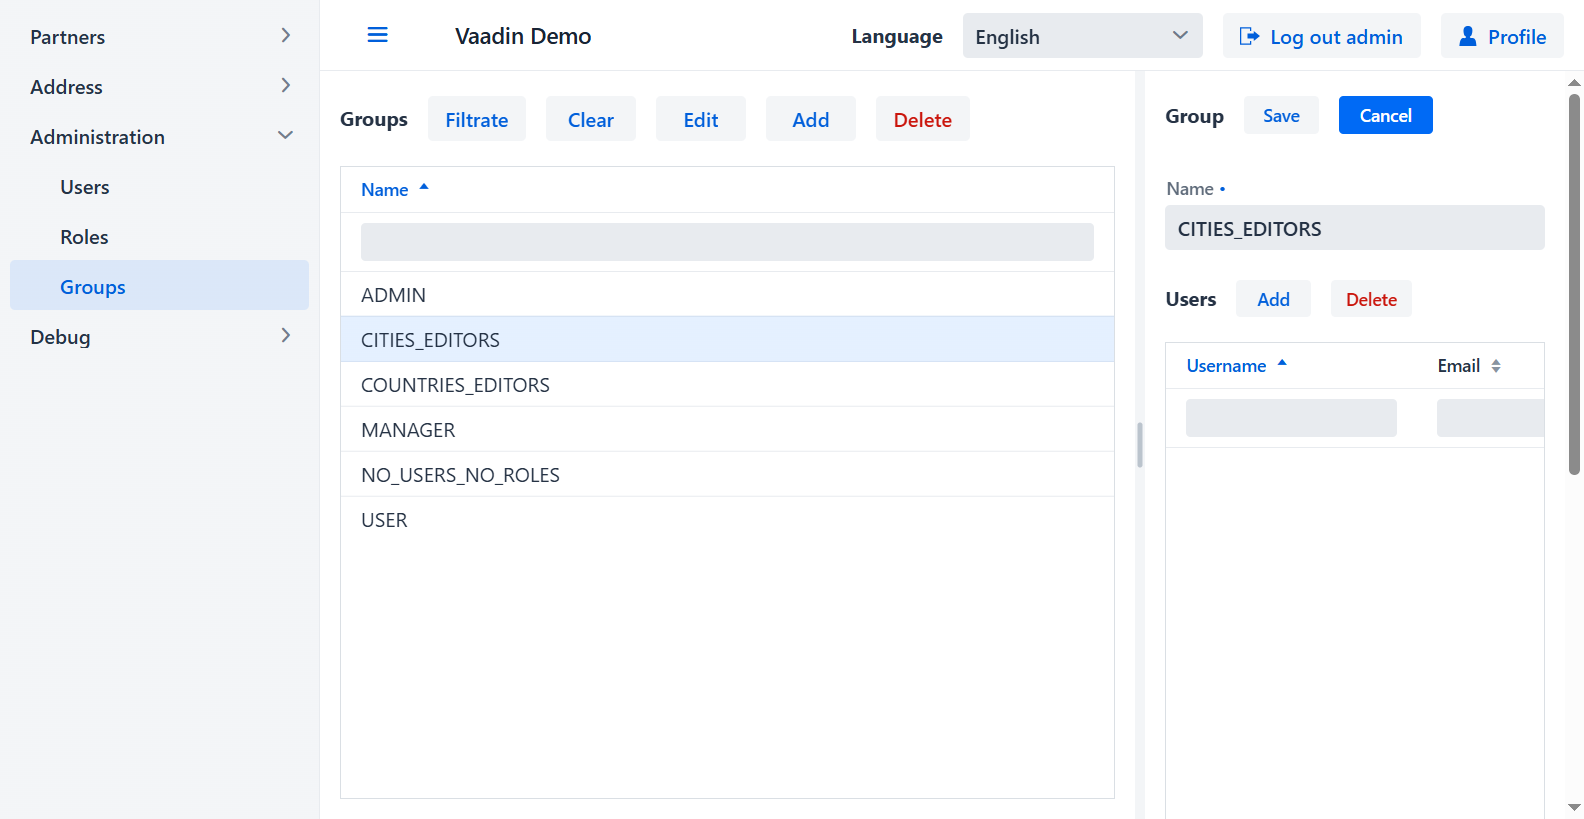 Partners
Address
Administration
Users
Roles
Groups
Debug
Vaadin Demo
Language
English
Log out admin
Profile
Groups
Filtrate
Clear
Edit
Add
Delete
Name
ADMIN
CITIES_EDITORS
COUNTRIES_EDITORS
MANAGER
NO_USERS_NO_ROLES
USER
Group
Save
Cancel
Name •
CITIES_EDITORS
Users
Add
Delete
Username
Email